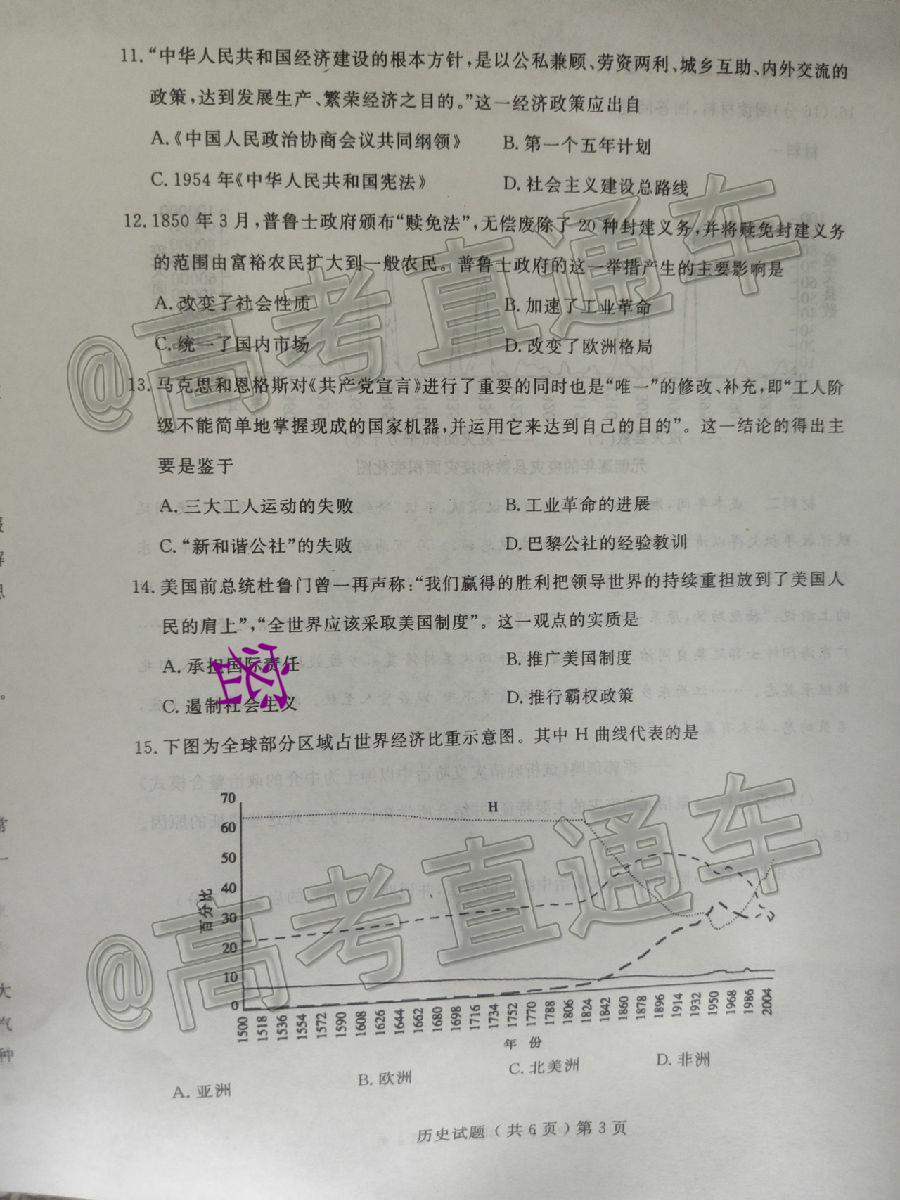 11.“中华人民共和国经济建设的根本方针，是以公私兼顾、劳资两利、城乡互助、内外交流的
政策，达到发展生产、繁荣经济之目的。”这一经济政策应出自
A.《中国人民政治协商会议共同纲领》 B. 第一个五年计划
C. 1954 年《中华人民共和国宪法》 D. 社会主义建设总路线
12. 1850 年 3 月，普鲁士政府颁布“赎免法”，无偿废除了 20 种封建义务，并将赎免封建义务
的范围由富裕农民扩大到一般农民。普鲁士政府的这一举措产生的主要影响是
A. 改变了社会性质 B. 加速了工业革命
C. 统一了国内市场 D. 改变了欧洲格局
13. 马克思和恩格斯对《共产党宣言》进行了重要的同时也是“唯一”的修改、补充，即“工人阶
级不能简单地掌握现成的国家机器，并运用它来达到自己的目的”。这一结论的得出主
要是鉴于
A. 三大工人运动的失败 B. 工业革命的进展
C.“新和谐公社”的失败 D. 巴黎公社的经验教训
14. 美国前总统杜鲁门曾一再声称：“我们赢得的胜利把领导世界的持续重担放到了美国人
民的肩上”，“全世界应该采取美国制度”。这一观点的实质是
A. 承担国际责任 B. 推广美国制度
C. 遏制社会主义 D. 推行霸权政策
15. 下图为全球部分区域占世界经济比重示意图。其中 H 曲线代表的是
70
60
50
40
30
20
10
0
百分比
H
1500 1518 1536 1554 1572 1590 1608 1626 1644 1662 1680 1698 1716 1734 1752 1770 1788 1806 1824 1842 1860 1878 1896 1914 1932 1950 1968 1986 2004
年 份
A. 亚洲 B. 欧洲 C. 北美洲 D. 非洲
历史试题（共 6 页）第 3 页
@高考直通车
@高考直通车